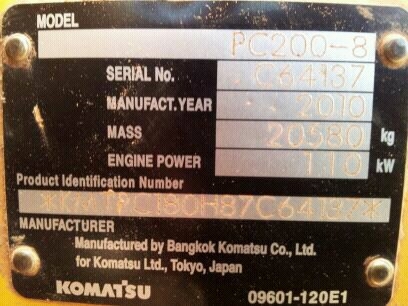 MODEL PC200-8
SERIAL No. C64137
MANUFACT.YEAR 2010
MASS 20580 kg
ENGINE POWER 110 kW
Product Identification Number
MANUFACTURER
Manufactured by Bangkok Komatsu Co., Ltd.
for Komatsu Ltd., Tokyo, Japan
KOMATSU 09601-120E1